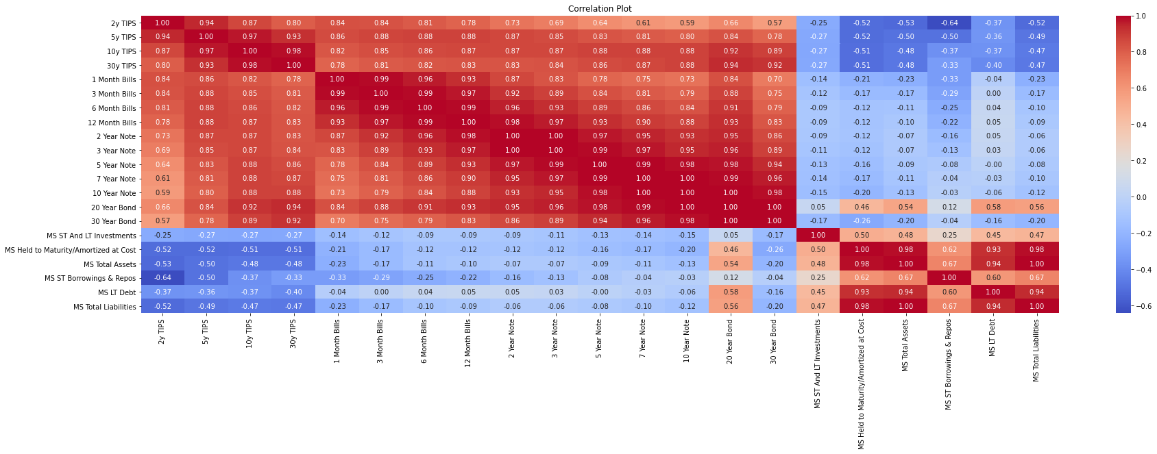 Correlation Plot
2y TIPS 1.00 0.94 0.87 0.80 0.84 0.84 0.81 0.78 0.73 0.69 0.64 0.61 0.59 0.66 0.57 -0.25 -0.52 -0.53 -0.64 -0.37 -0.52
5y TIPS 0.94 1.00 0.97 0.93 0.86 0.88 0.88 0.88 0.87 0.85 0.83 0.81 0.80 0.84 0.78 -0.27 -0.52 -0.50 -0.50 -0.36 -0.49
10y TIPS 0.87 0.97 1.00 0.98 0.82 0.85 0.86 0.87 0.87 0.87 0.88 0.88 0.88 0.92 0.89 -0.27 -0.51 -0.48 -0.37 -0.37 -0.47
30y TIPS 0.80 0.93 0.98 1.00 0.78 0.81 0.82 0.83 0.83 0.84 0.86 0.87 0.88 0.94 0.92 -0.27 -0.51 -0.48 -0.33 -0.40 -0.47
1 Month Bills 0.84 0.86 0.82 0.78 1.00 0.99 0.96 0.93 0.87 0.83 0.78 0.75 0.73 0.84 0.70 -0.14 -0.21 -0.23 -0.33 -0.04 -0.23
3 Month Bills 0.84 0.88 0.85 0.81 0.99 1.00 0.99 0.97 0.92 0.89 0.84 0.81 0.79 0.88 0.75 -0.12 -0.17 -0.17 -0.29 0.00 -0.17
6 Month Bills 0.81 0.88 0.86 0.82 0.96 0.99 1.00 0.99 0.96 0.93 0.89 0.86 0.84 0.91 0.79 -0.09 -0.12 -0.11 -0.25 0.04 -0.10
12 Month Bills 0.78 0.88 0.87 0.83 0.93 0.97 0.99 1.00 0.98 0.97 0.93 0.90 0.88 0.93 0.83 -0.09 -0.12 -0.10 -0.22 0.05 -0.09
2 Year Note 0.73 0.87 0.87 0.83 0.87 0.92 0.96 0.98 1.00 1.00 0.97 0.95 0.93 0.95 0.86 -0.09 -0.12 -0.07 -0.16 0.05 -0.06
3 Year Note 0.69 0.85 0.87 0.84 0.83 0.89 0.93 0.97 1.00 1.00 0.99 0.97 0.95 0.96 0.89 -0.11 -0.12 -0.07 -0.13 0.03 -0.06
5 Year Note 0.64 0.83 0.88 0.86 0.78 0.84 0.89 0.93 0.97 0.99 1.00 0.99 0.98 0.98 0.94 -0.13 -0.16 -0.09 -0.08 -0.00 -0.08
7 Year Note 0.61 0.81 0.88 0.87 0.75 0.81 0.86 0.90 0.95 0.97 0.99 1.00 1.00 0.99 0.96 -0.14 -0.17 -0.11 -0.04 -0.03 -0.10
10 Year Note 0.59 0.80 0.88 0.88 0.73 0.79 0.84 0.88 0.93 0.95 0.98 1.00 1.00 1.00 0.98 -0.15 -0.20 -0.13 -0.03 -0.06 -0.12
20 Year Bond 0.66 0.84 0.92 0.94 0.84 0.88 0.91 0.93 0.95 0.96 0.98 0.99 1.00 1.00 1.00 0.05 0.46 0.54 0.12 0.58 0.56
30 Year Bond 0.57 0.78 0.89 0.92 0.70 0.75 0.79 0.83 0.86 0.89 0.94 0.96 0.98 1.00 1.00 -0.17 -0.26 -0.20 -0.04 -0.16 -0.20
MS ST And LT Investments -0.25 -0.27 -0.27 -0.27 -0.14 -0.12 -0.09 -0.09 -0.09 -0.11 -0.13 -0.14 -0.15 0.05 -0.17 1.00 0.50 0.48 0.25 0.45 0.47
MS Held to Maturity/Amortized at Cost -0.52 -0.52 -0.51 -0.51 -0.21 -0.17 -0.12 -0.12 -0.12 -0.12 -0.16 -0.17 -0.20 0.46 -0.26 0.50 1.00 0.98 0.62 0.93 0.98
MS Total Assets -0.53 -0.50 -0.48 -0.48 -0.23 -0.17 -0.11 -0.10 -0.07 -0.07 -0.09 -0.11 -0.13 0.54 -0.20 0.48 0.98 1.00 0.67 0.94 1.00
MS ST Borrowings & Repos -0.64 -0.50 -0.37 -0.33 -0.33 -0.29 -0.25 -0.22 -0.16 -0.13 -0.08 -0.04 -0.03 0.12 -0.04 0.25 0.62 0.67 1.00 0.60 0.67
MS LT Debt -0.37 -0.36 -0.37 -0.40 -0.04 0.00 0.04 0.05 0.05 0.03 -0.00 -0.03 -0.06 0.58 -0.16 0.45 0.93 0.94 0.60 1.00 0.94
MS Total Liabilities -0.52 -0.49 -0.47 -0.47 -0.23 -0.17 -0.10 -0.09 -0.06 -0.06 -0.08 -0.10 -0.12 0.56 -0.20 0.47 0.98 1.00 0.67 0.94 1.00
2y TIPS
5y TIPS
10y TIPS
30y TIPS
1 Month Bills
3 Month Bills
6 Month Bills
12 Month Bills
2 Year Note
3 Year Note
5 Year Note
7 Year Note
10 Year Note
20 Year Bond
30 Year Bond
MS ST And LT Investments
MS Held to Maturity/Amortized at Cost
MS Total Assets
MS ST Borrowings & Repos
MS LT Debt
MS Total Liabilities
1.0
0.8
0.6
0.4
0.2
0.0
-0.2
-0.4
-0.6